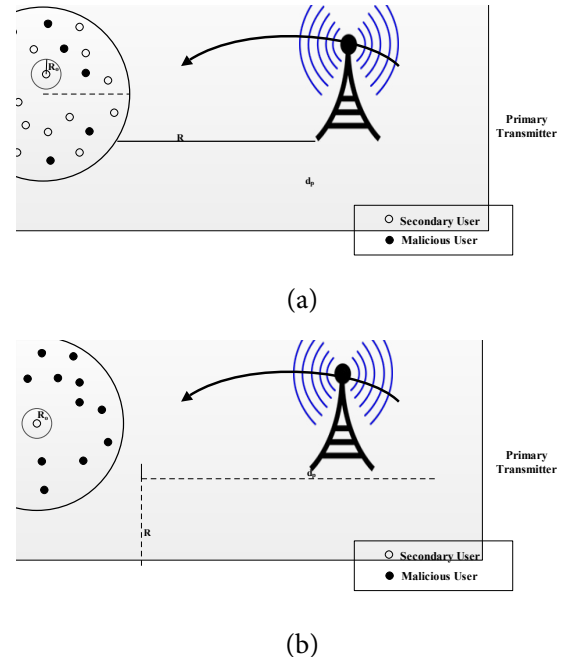 Rₒ
Primary
Transmitter
R
dₚ
Secondary User
Malicious User
(a)
Rₒ
Primary
Transmitter
dₚ
R
Secondary User
Malicious User
(b)